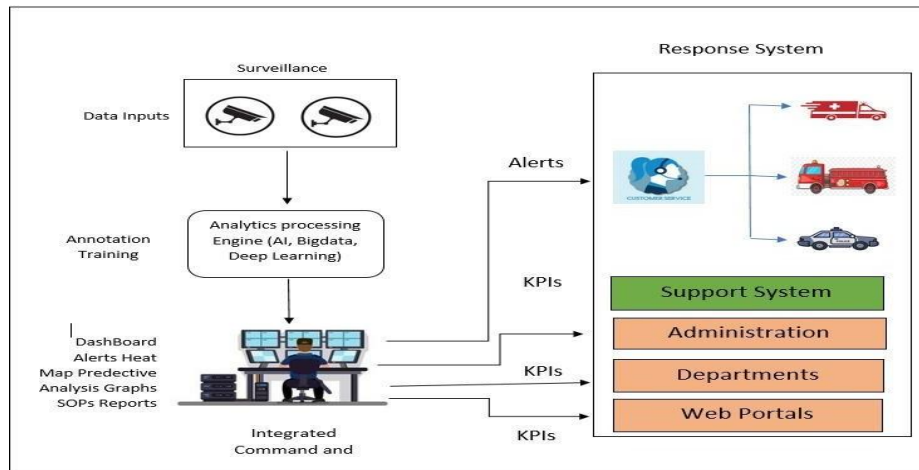 Response System
Surveillance
Data Inputs
Alerts
CUSTOMER SERVICE
Annotation
Training
Analytics processing
Engine (AI, Bigdata,
Deep Learning)
KPIs
Support System
DashBoard
Alerts Heat
Map Predective
Analysis Graphs
SOPs Reports
Administration
KPIs
Departments
Web Portals
KPIs
Integrated
Command and